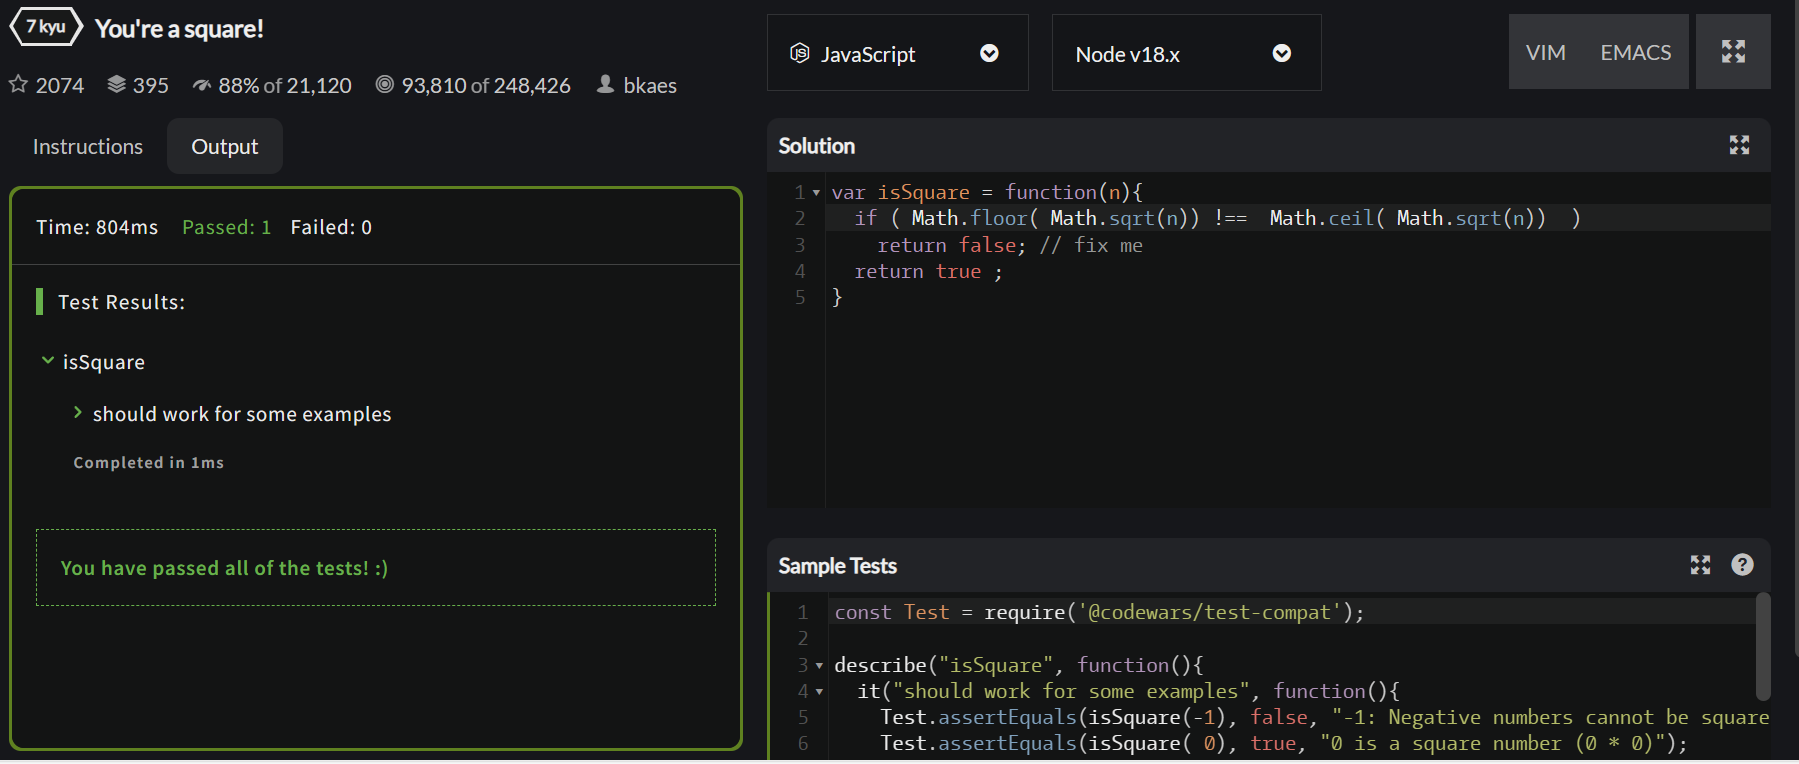 7 kyu You're a square!
2074 395 88% of 21,120 93,810 of 248,426 bkaes
Instructions Output
Time: 804ms Passed: 1 Failed: 0
Test Results:
isSquare
should work for some examples
Completed in 1ms
You have passed all of the tests! :)
JavaScript Node v18.x VIM EMACS
Solution
1 var isSquare = function(n){
2 if ( Math.floor( Math.sqrt(n)) !== Math.ceil( Math.sqrt(n)) )
3 return false; // fix me
4 return true ;
5 }
Sample Tests
1 const Test = require('@codewars/test-compat');
2
3 describe("isSquare", function(){
4 it("should work for some examples", function(){
5 Test.assertEquals(isSquare(-1), false, "-1: Negative numbers cannot be square
6 Test.assertEquals(isSquare( 0), true, "0 is a square number (0 * 0)");